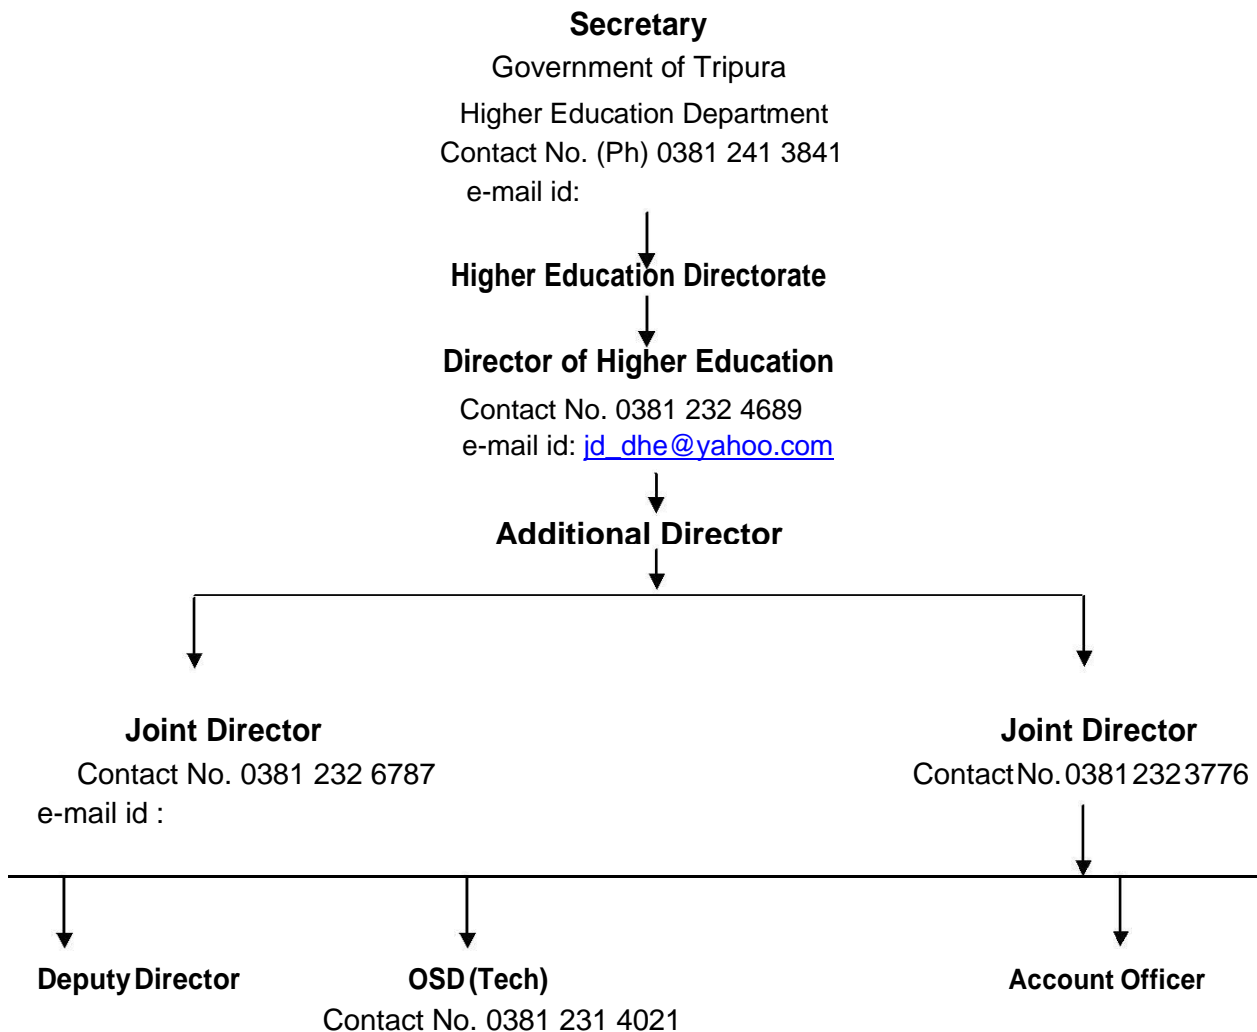 Secretary
Government of Tripura
Higher Education Department
Contact No. (Ph) 0381 241 3841
e-mail id:
Higher Education Directorate
Director of Higher Education
Contact No. 0381 232 4689
e-mail id: jd_dhe@yahoo.com
Additional Director
Joint Director
Contact No. 0381 232 6787
e-mail id :
Joint Director
Contact No. 0381 232 3776
Deputy Director
OSD (Tech)
Contact No. 0381 231 4021
Account Officer